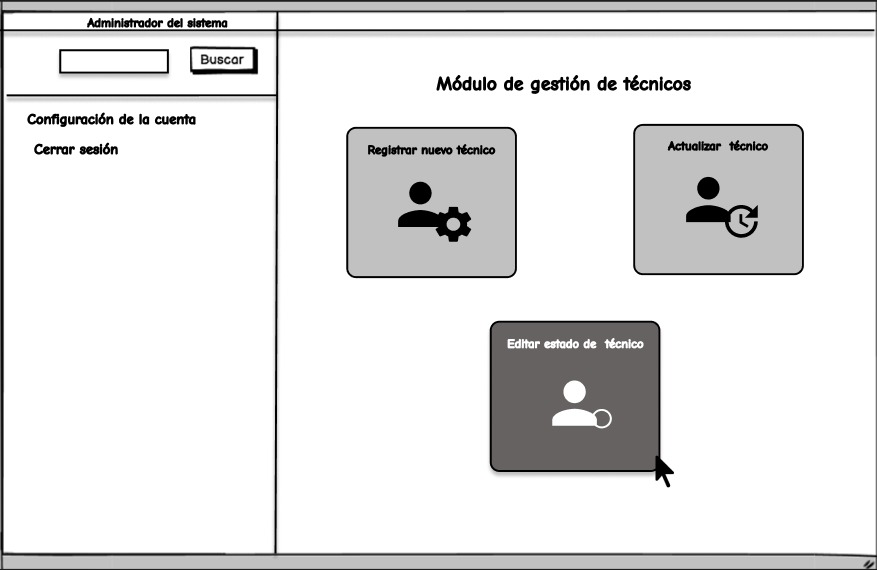 Administrador del sistema
Buscar
Configuración de la cuenta
Cerrar sesión
Módulo de gestión de técnicos
Registrar nuevo técnico
Actualizar técnico
Editar estado de técnico